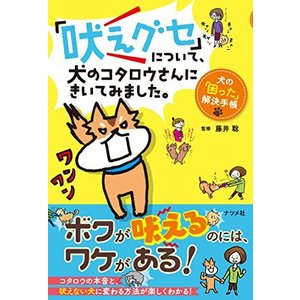 「吠えグセ」
について、
犬のコタロウさんに
きいてみました。
犬の
"困った"
解決手帳
監修 藤井 聡
ワンワン
ナツメ社
ボクが吠えるのには、
ワケがある!
コタロウの本音と、
吠えない犬に変わる方法が楽しくわかる!